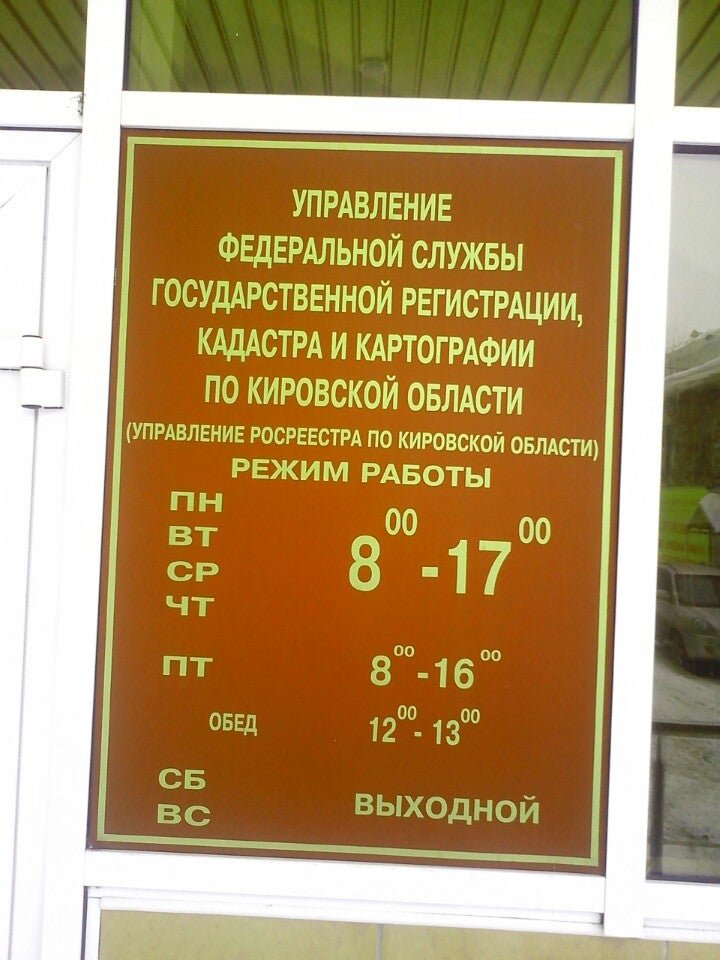 УПРАВЛЕНИЕ
ФЕДЕРАЛЬНОЙ СЛУЖБЫ
ГОСУДАРСТВЕННОЙ РЕГИСТРАЦИИ,
КАДАСТРА И КАРТОГРАФИИ
ПО КИРОВСКОЙ ОБЛАСТИ
(УПРАВЛЕНИЕ РОСРЕЕСТРА ПО КИРОВСКОЙ ОБЛАСТИ)
РЕЖИМ РАБОТЫ
ПН
ВТ
СР
ЧТ
8⁰⁰-17⁰⁰
ПТ 8⁰⁰-16⁰⁰
ОБЕД 12⁰⁰-13⁰⁰
СБ
ВС
ВЫХОДНОЙ